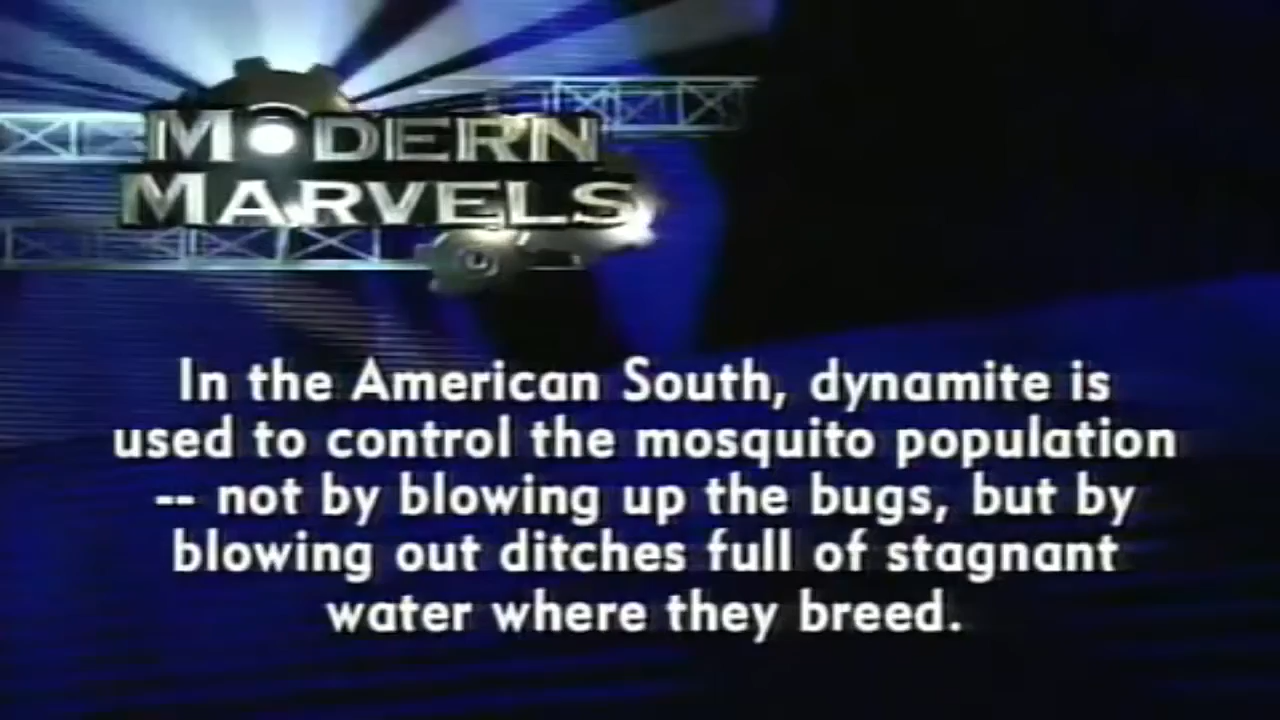 MODERN
MARVELS
In the American South, dynamite is
used to control the mosquito population
-- not by blowing up the bugs, but by
blowing out ditches full of stagnant
water where they breed.